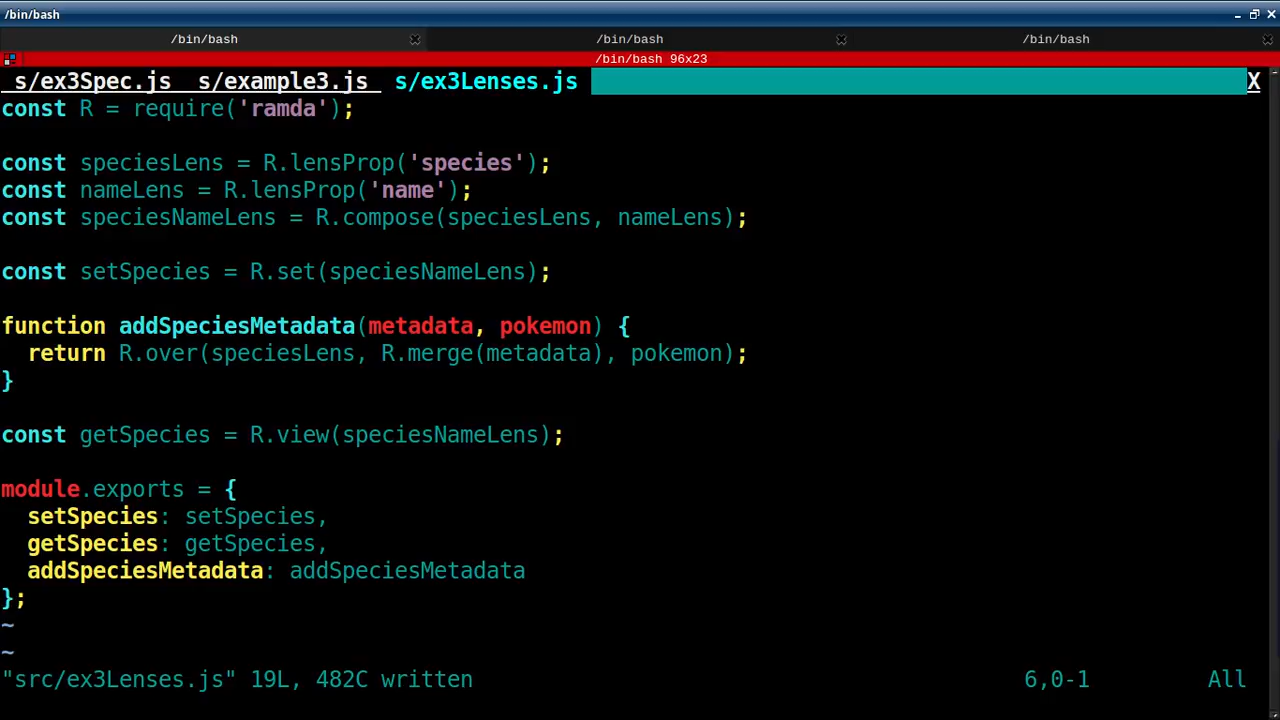 /bin/bash
/bin/bash /bin/bash /bin/bash
/bin/bash 96x23
s/ex3Spec.js s/example3.js s/ex3Lenses.js X
const R = require('ramda');

const speciesLens = R.lensProp('species');
const nameLens = R.lensProp('name');
const speciesNameLens = R.compose(speciesLens, nameLens);

const setSpecies = R.set(speciesNameLens);

function addSpeciesMetadata(metadata, pokemon) {
  return R.over(speciesLens, R.merge(metadata), pokemon);
}

const getSpecies = R.view(speciesNameLens);

module.exports = {
  setSpecies: setSpecies,
  getSpecies: getSpecies,
  addSpeciesMetadata: addSpeciesMetadata
};
~
~
"src/ex3Lenses.js" 19L, 482C written 6,0-1 All